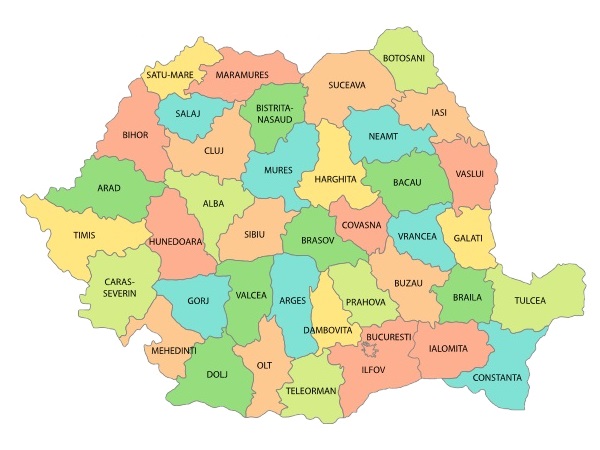 BOTOSANI
SATU-MARE
MARAMURES
SUCEAVA
IASI
SALAJ
BISTRITA-
NASAUD
BIHOR
NEAMT
CLUJ
MURES
HARGHITA
BACAU
VASLUI
ARAD
ALBA
TIMIS
HUNEDOARA
SIBIU
BRASOV
COVASNA
VRANCEA
GALATI
CARAS-
SEVERIN
GORJ
VALCEA
ARGES
PRAHOVA
BUZAU
BRAILA
TULCEA
DAMBOVITA
BUCURESTI
MEHEDINTI
IALOMITA
DOLJ
OLT
ILFOV
CONSTANTA
TELEORMAN